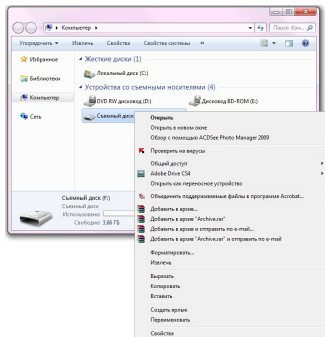 Компьютер
Поиск: Ком...
Упорядочить
Извлечь
Свойства
Свойства системы
»
Избранное
Библиотеки
Компьютер
Сеть
Жесткие диски (1)
Локальный диск (C:)
Устройства со съемными носителями (4)
DVD RW дисковод (D:)
Дисковод BD-ROM (E:)
Съемный диск
Открыть
Открыть в новом окне
Обзор с помощью ACDSee Photo Manager 2009
Проверить на вирусы
Общий доступ
Adobe Drive CS4
Открыть как переносное устройство
Объединить поддерживаемые файлы в программе Acrobat...
Добавить в архив...
Добавить в архив "Archive.rar"
Добавить в архив и отправить по e-mail...
Добавить в архив "Archive.rar" и отправить по e-mail
Форматировать...
Извлечь
Вырезать
Копировать
Вставить
Создать ярлык
Переименовать
Свойства
Съемный диск (F:)
Съемный диск
Использовано
Свободно: 3,66 ГБ